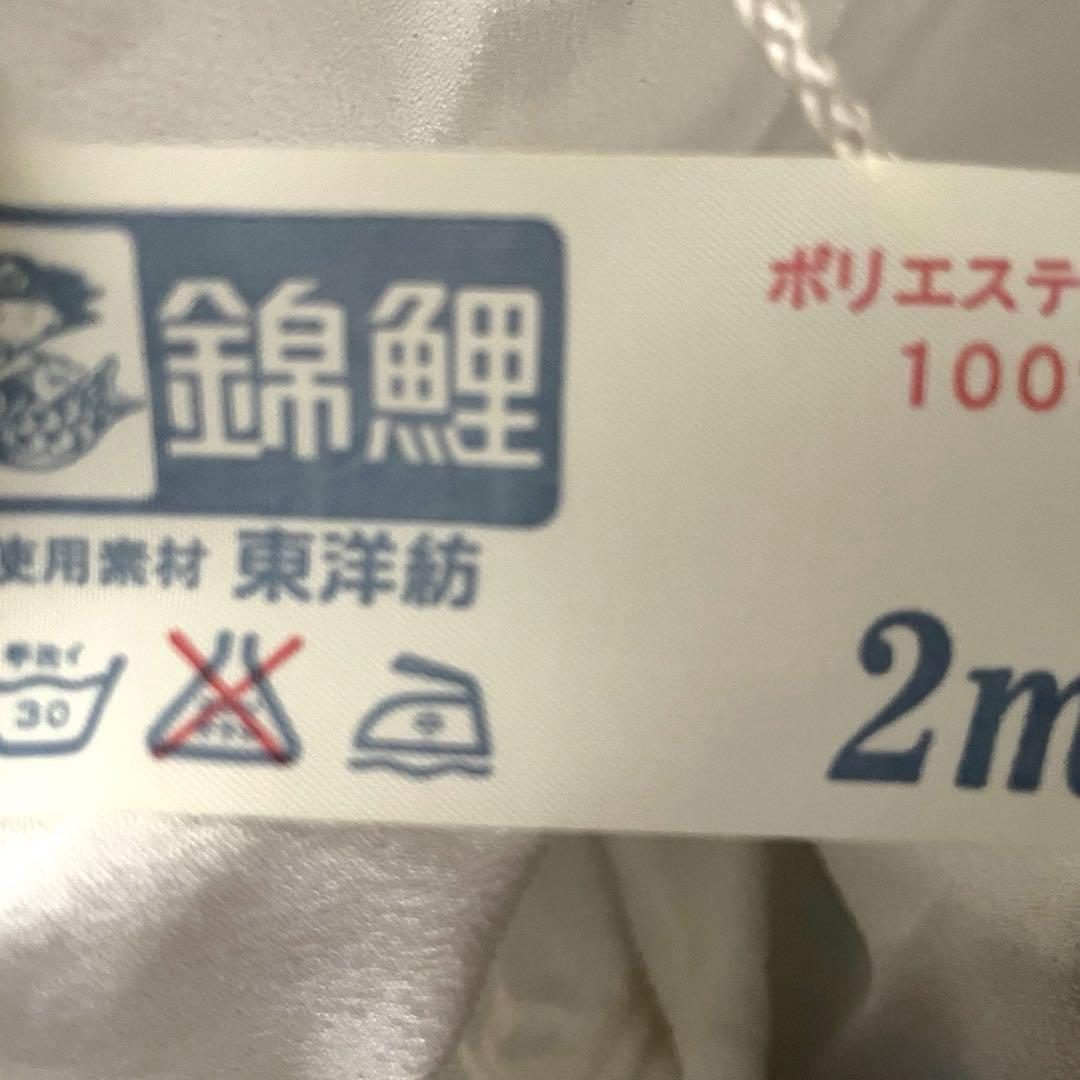 錦鯉
使用素材 東洋紡
手洗イ
30
ポリエステ
100%
2m